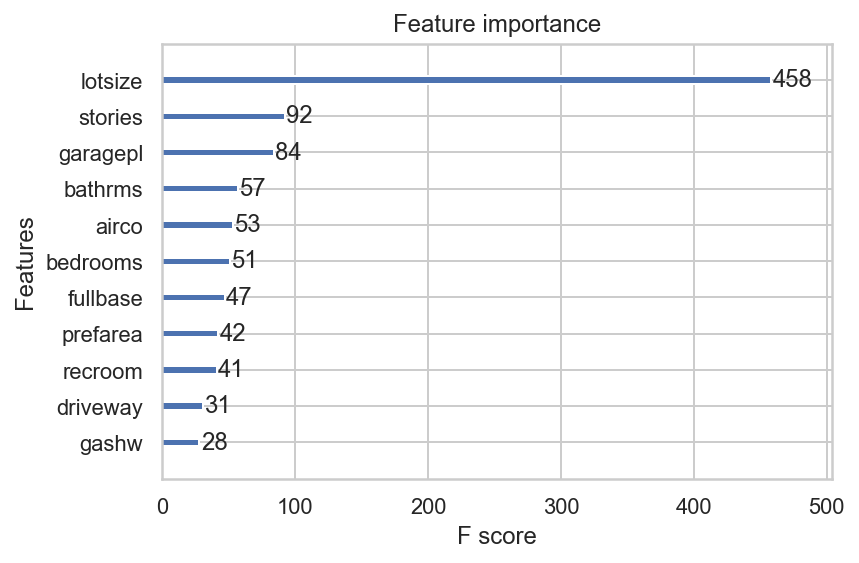 Feature importance
lotsize 458
stories 92
garagepl 84
bathrms 57
airco 53
bedrooms 51
fullbase 47
prefarea 42
recroom 41
driveway 31
gashw 28
Features
0 100 200 300 400 500
F score